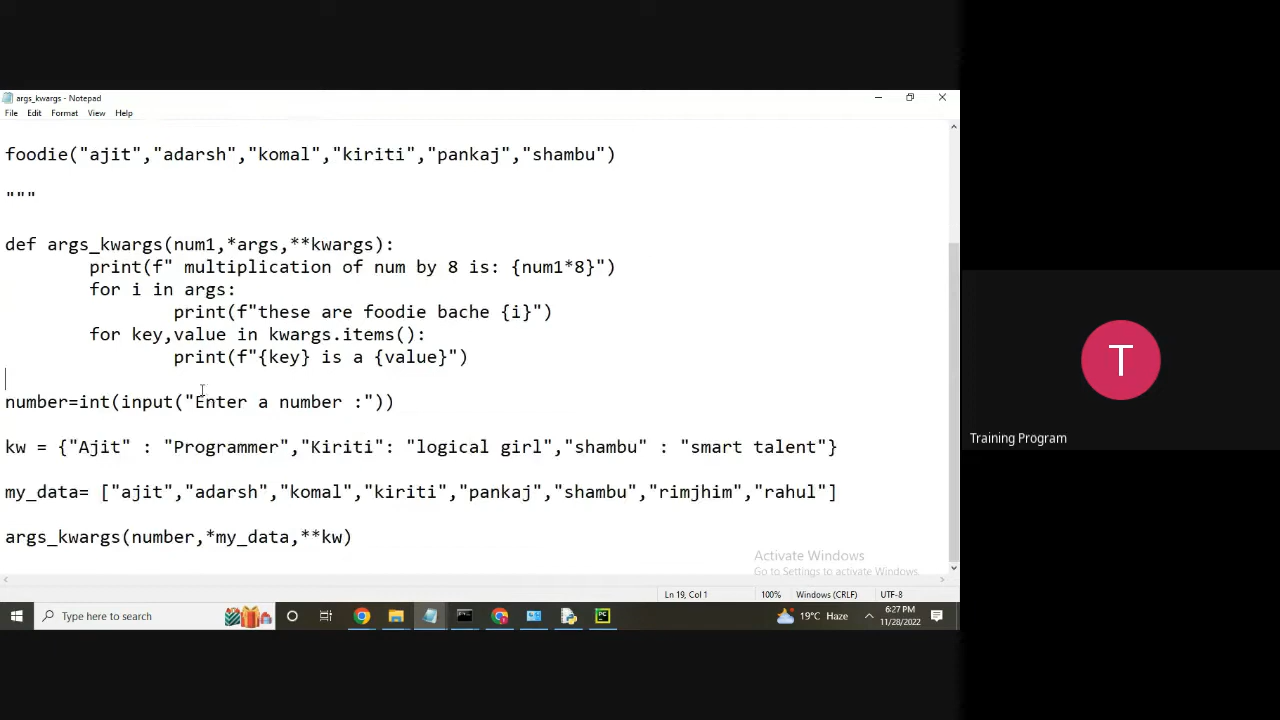 args_kwargs - Notepad
File Edit Format View Help
foodie("ajit","adarsh","komal","kiriti","pankaj","shambu")
"""
def args_kwargs(num1,*args,**kwargs):
        print(f" multiplication of num by 8 is: {num1*8}")
        for i in args:
                print(f"these are foodie bache {i}")
        for key,value in kwargs.items():
                print(f"{key} is a {value}")
number=int(input("Enter a number :"))
kw = {"Ajit" : "Programmer","Kiriti": "logical girl","shambu" : "smart talent"}
my_data= ["ajit","adarsh","komal","kiriti","pankaj","shambu","rimjhim","rahul"]
args_kwargs(number,*my_data,**kw)
Activate Windows
Go to Settings to activate Windows.
Ln 19, Col 1 100% Windows (CRLF) UTF-8
Type here to search
19°C Haze
6:27 PM
11/28/2022
T
Training Program